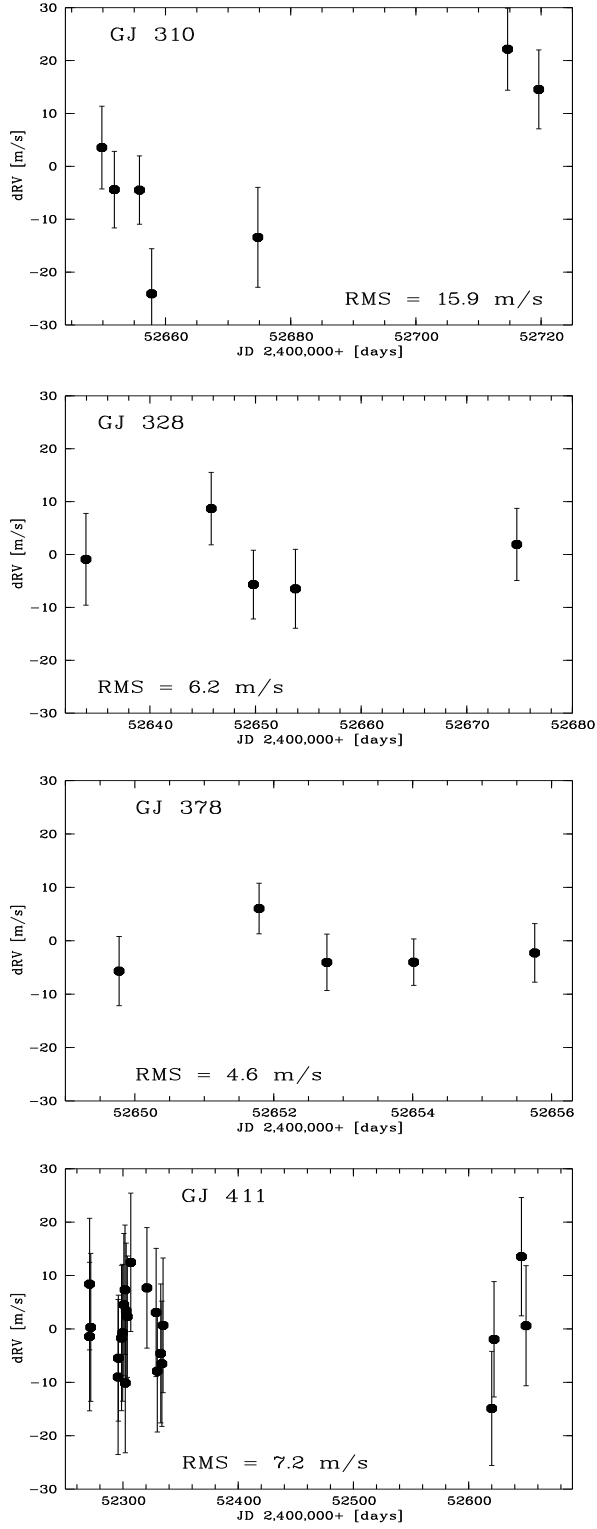 30
GJ 310
20
10
0
−10
−20
−30
dRV [m/s]
RMS = 15.9 m/s
52660 52680 52700 52720
JD 2,400,000+ [days]
30
GJ 328
20
10
0
−10
−20
−30
dRV [m/s]
RMS = 6.2 m/s
52640 52650 52660 52670 52680
JD 2,400,000+ [days]
30
GJ 378
20
10
0
−10
−20
−30
dRV [m/s]
RMS = 4.6 m/s
52650 52652 52654 52656
JD 2,400,000+ [days]
30
GJ 411
20
10
0
−10
−20
−30
dRV [m/s]
RMS = 7.2 m/s
52300 52400 52500 52600
JD 2,400,000+ [days]